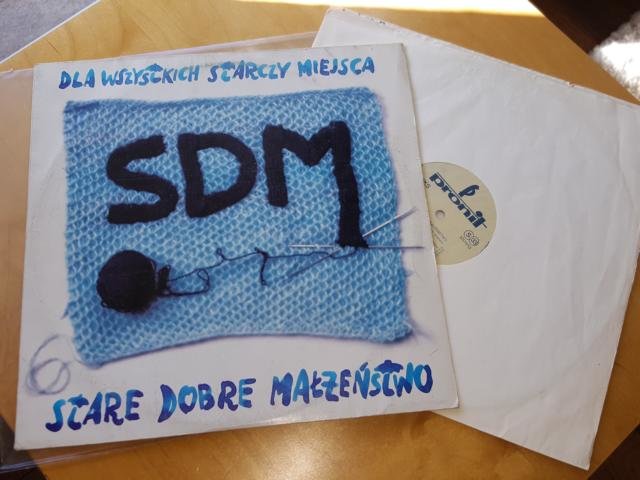 DLA WSZYSTKICH STARCZY MIEJSCA
SDM
STARE DOBRE MAŁŻEŃSTWO
pronit